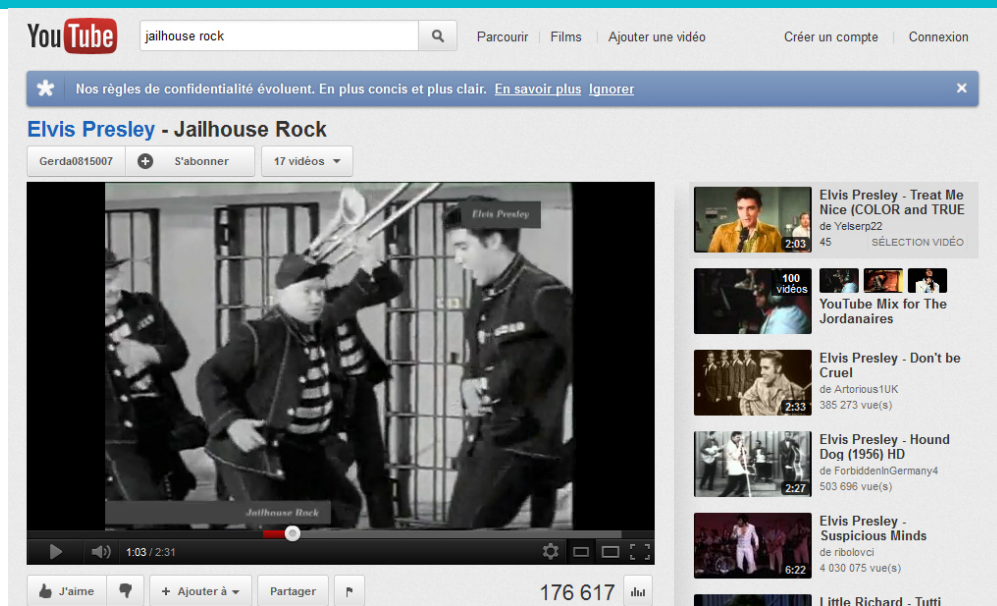 YouTube
jailhouse rock
Parcourir
Films
Ajouter une vidéo
Créer un compte
Connexion
Nos règles de confidentialité évoluent. En plus concis et plus clair. En savoir plus Ignorer
Elvis Presley - Jailhouse Rock
Gerda0815007
S'abonner
17 vidéos
Elvis Presley
Jailhouse Rock
1:03 / 2:31
J'aime
+ Ajouter à
Partager
176 617
2:03
Elvis Presley - Treat Me
Nice (COLOR and TRUE
de Yelserp22
45 SÉLECTION VIDÉO
100
vidéos
YouTube Mix for The
Jordanaires
2:33
Elvis Presley - Don't be
Cruel
de Artorious1UK
385 273 vue(s)
2:27
Elvis Presley - Hound
Dog (1956) HD
de ForbiddenInGermany4
503 696 vue(s)
6:22
Elvis Presley -
Suspicious Minds
de ribolovci
4 030 075 vue(s)
Little Richard - Tutti